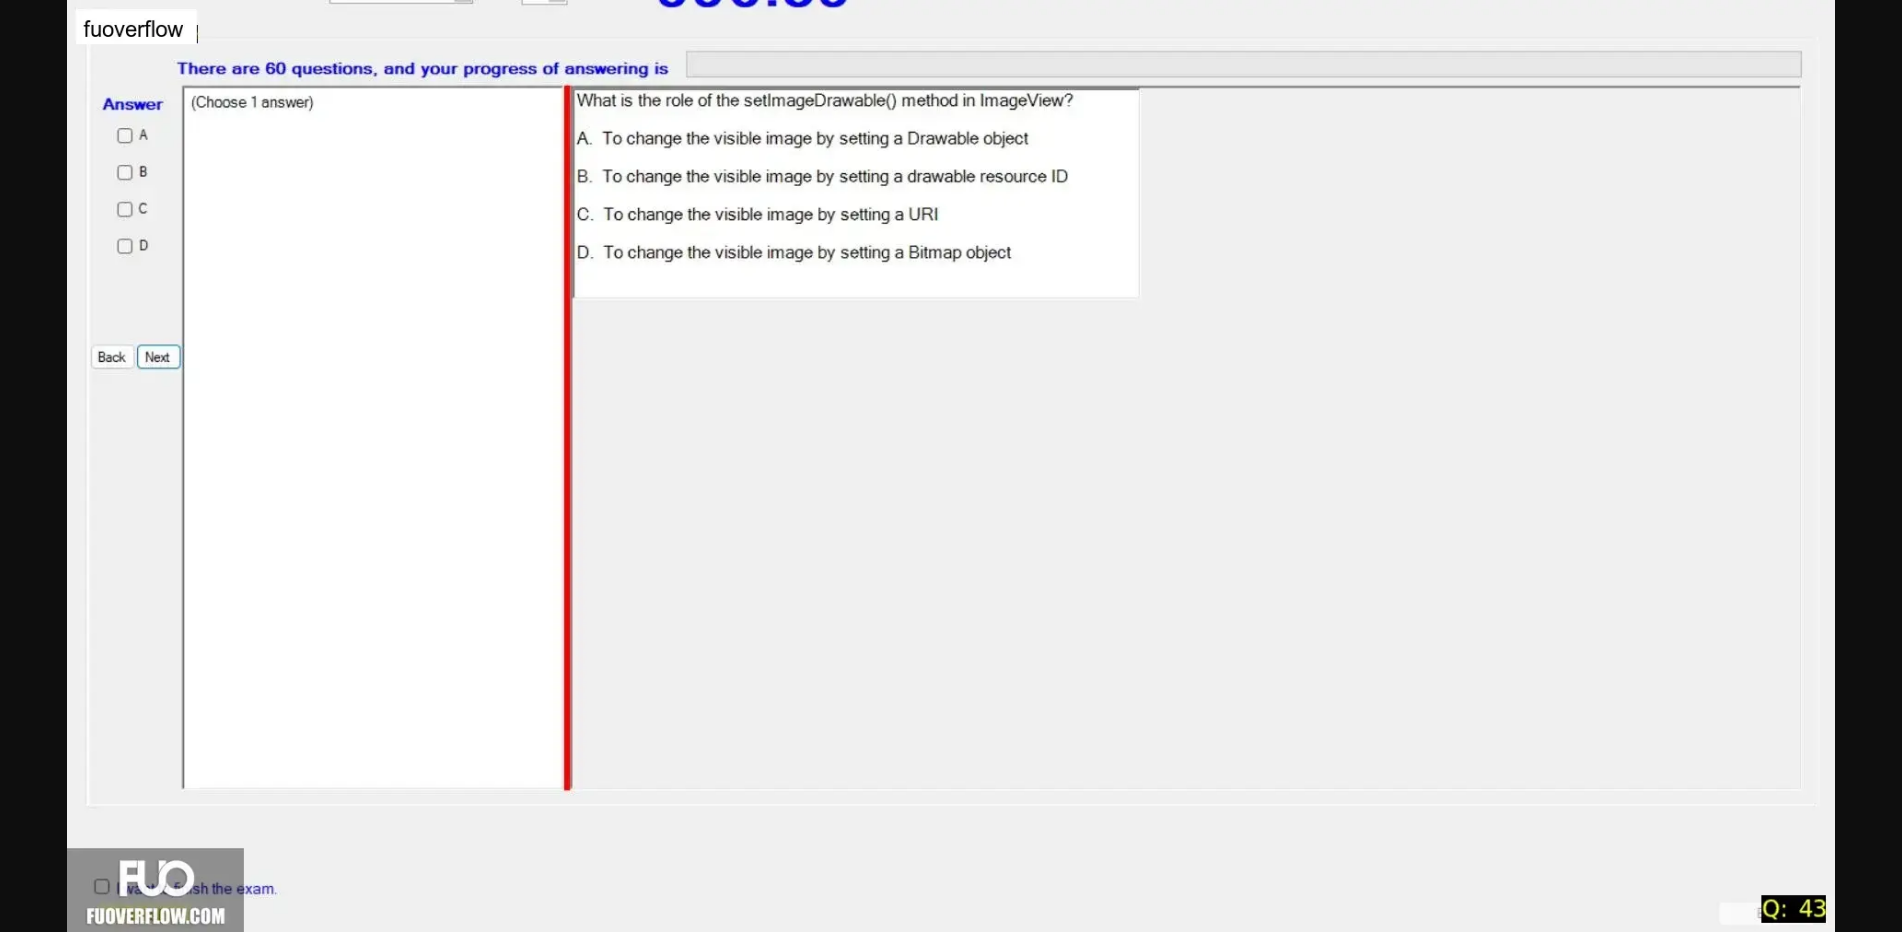 fuoverflow
There are 60 questions, and your progress of answering is
Answer
(Choose 1 answer)
A
B
C
D
Back
Next
What is the role of the setImageDrawable() method in ImageView?
A. To change the visible image by setting a Drawable object
B. To change the visible image by setting a drawable resource ID
C. To change the visible image by setting a URI
D. To change the visible image by setting a Bitmap object
FUO
the exam.
FUOVERFLOW.COM
Q: 43